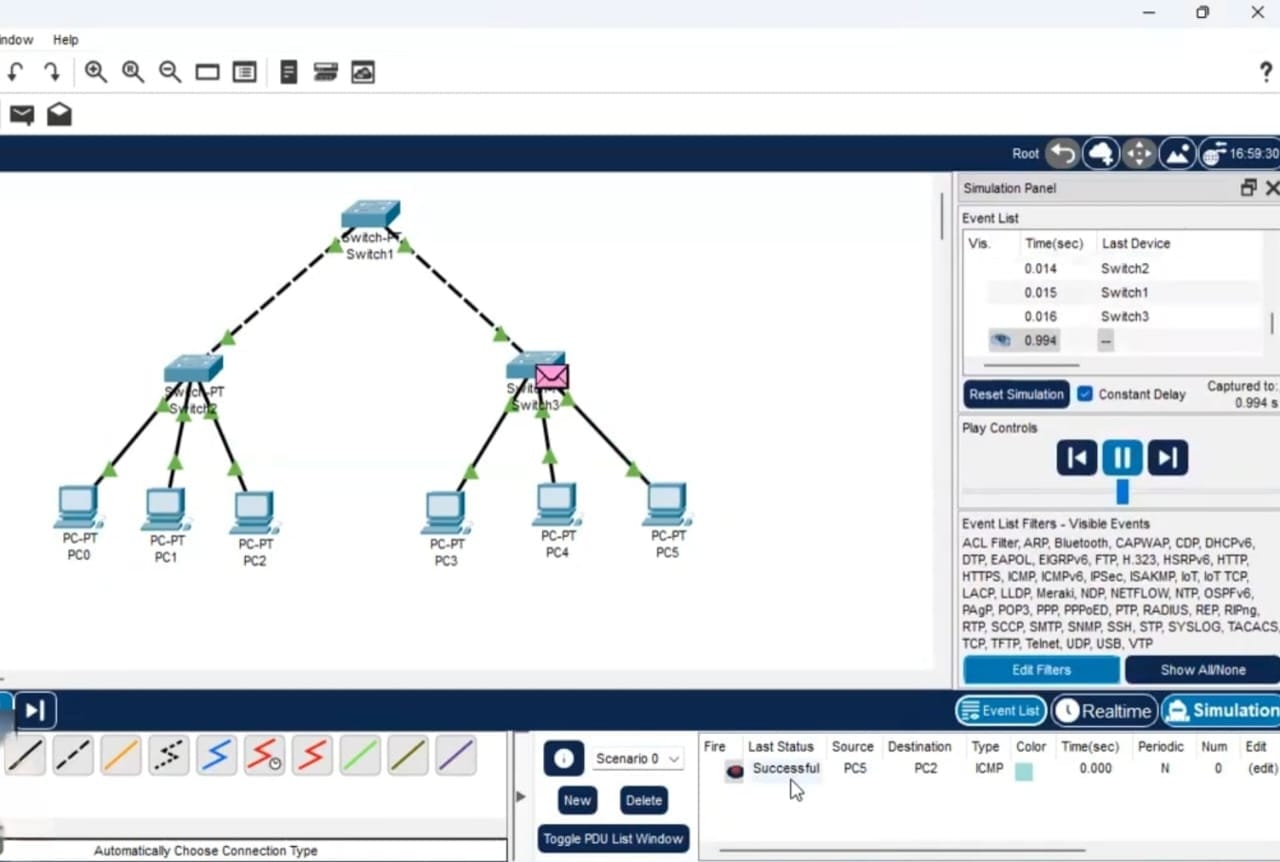 indow Help
?
Root 16:59:30
Simulation Panel
Event List
Vis. Time(sec) Last Device
0.014 Switch2
0.015 Switch1
0.016 Switch3
0.994 --
Reset Simulation Constant Delay Captured to:
0.994 s
Play Controls
Event List Filters - Visible Events
ACL Filter, ARP, Bluetooth, CAPWAP, CDP, DHCPv6,
DTP, EAPOL, EIGRPv6, FTP, H.323, HSRPv6, HTTP,
HTTPS, ICMP, ICMPv6, IPSec, ISAKMP, IoT, IoT TCP,
LACP, LLDP, Meraki, NDP, NETFLOW, NTP, OSPFv6,
PAgP, POP3, PPP, PPPoED, PTP, RADIUS, REP, RIPng,
RTP, SCCP, SMTP, SNMP, SSH, STP, SYSLOG, TACACS,
TCP, TFTP, Telnet, UDP, USB, VTP
Edit Filters Show All/None
Event List Realtime Simulation
Switch-PT
Switch1
Switch-PT
Switch2
Switch3
PC-PT
PC0
PC-PT
PC1
PC-PT
PC2
PC-PT
PC3
PC-PT
PC4
PC-PT
PC5
Automatically Choose Connection Type
Scenario 0
New Delete
Toggle PDU List Window
Fire Last Status Source Destination Type Color Time(sec) Periodic Num Edit
Successful PC5 PC2 ICMP 0.000 N 0 (edit)